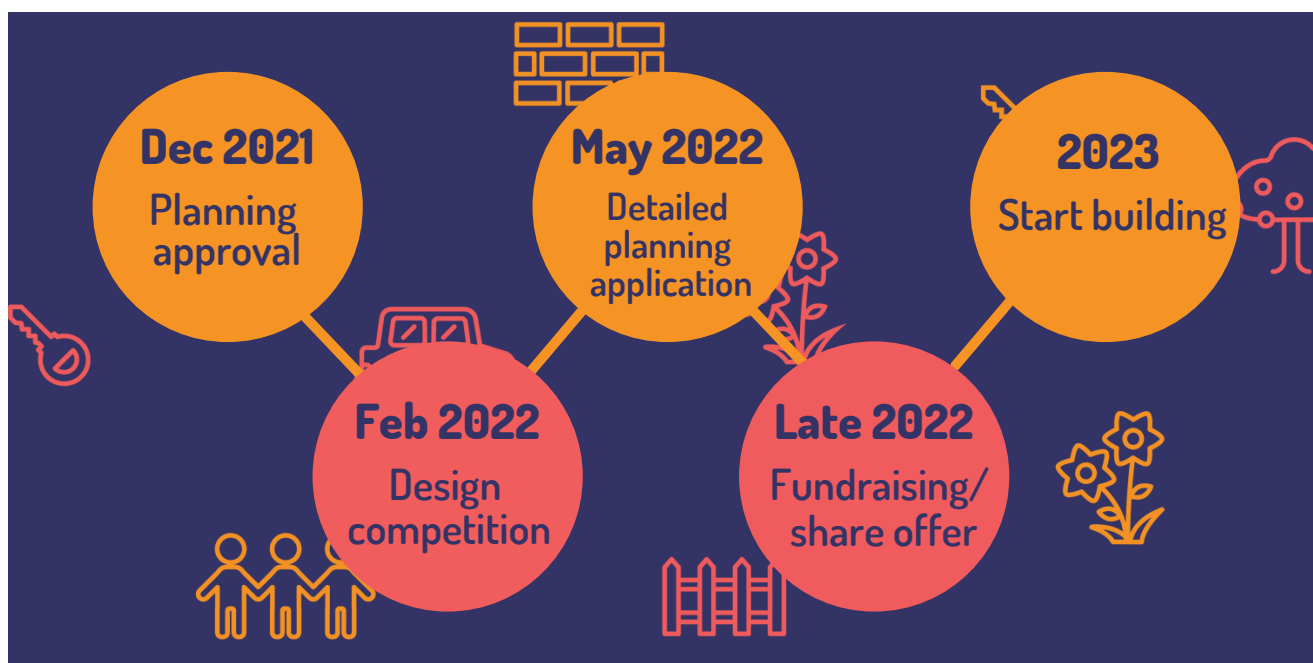 Dec 2021
Planning
approval
Feb 2022
Design
competition
May 2022
Detailed
planning
application
Late 2022
Fundraising/
share offer
2023
Start building